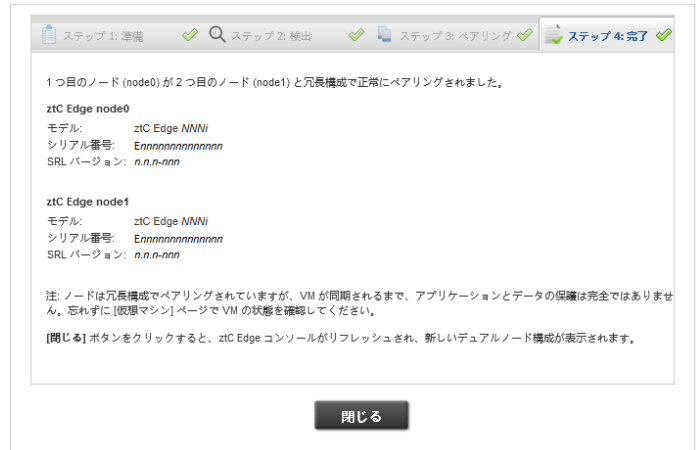 ステップ 1: 準備
ステップ 2: 検出
ステップ 3: ペアリング
ステップ 4: 完了
1 つ目のノード (node0) が 2 つ目のノード (node1) と冗長構成で正常にペアリングされました。
ztC Edge node0
モデル: ztC Edge NNNi
シリアル番号: Ennnnnnnnnnnnn
SRL バージョン: n.n.n-nnn
ztC Edge node1
モデル: ztC Edge NNNi
シリアル番号: Ennnnnnnnnnnnn
SRL バージョン: n.n.n-nnn
注: ノードは冗長構成でペアリングされていますが、VM が同期されるまで、アプリケーションとデータの保護は完全ではありませ
ん。忘れずに [仮想マシン] ページで VM の状態を確認してください。
[閉じる] ボタンをクリックすると、ztC Edge コンソールがリフレッシュされ、新しいデュアルノード構成が表示されます。
閉じる